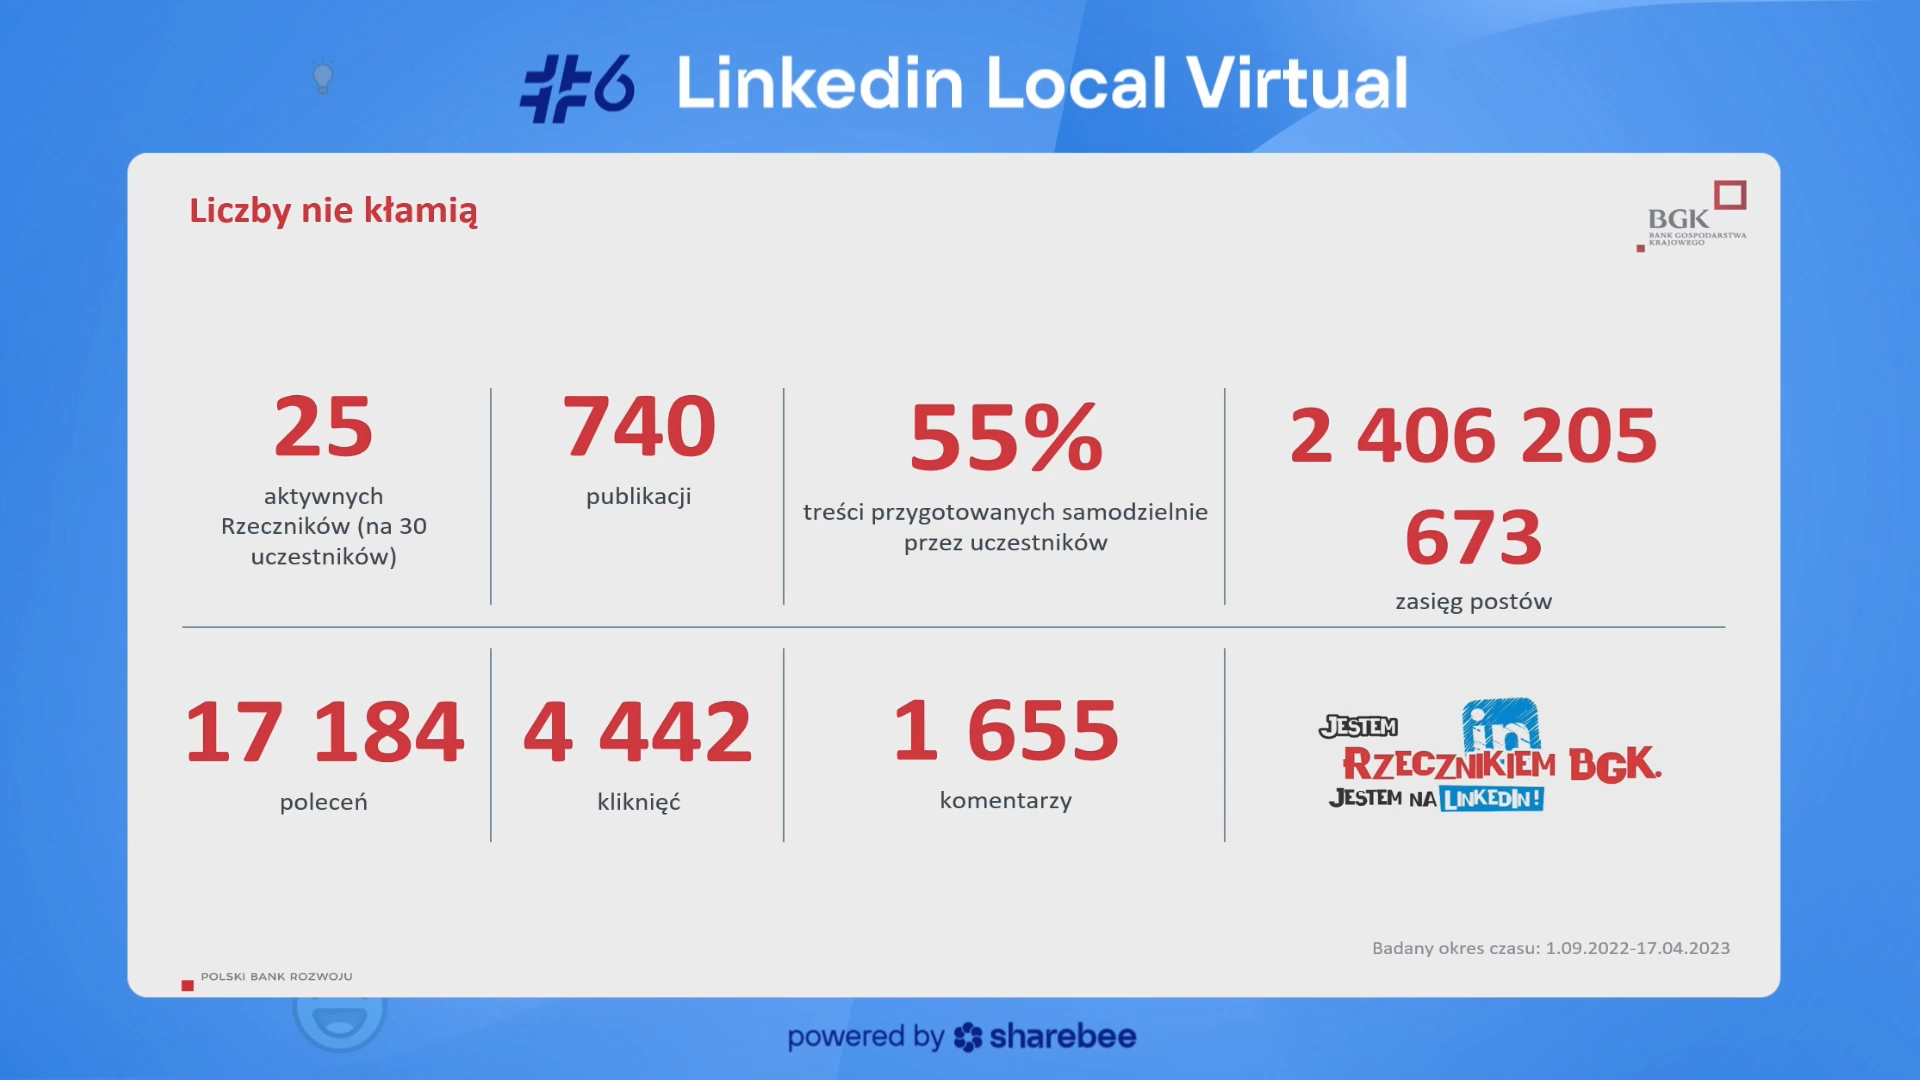 #6 Linkedin Local Virtual
Liczby nie kłamią
BGK
BANK GOSPODARSTWA
KRAJOWEGO
25
aktywnych
Rzeczników (na 30
uczestników)
740
publikacji
55%
treści przygotowanych samodzielnie
przez uczestników
2 406 205
673
zasięg postów
17 184
poleceń
4 442
kliknięć
1 655
komentarzy
JESTEM
in
RZECZNIKIEM BGK.
JESTEM NA LINKEDIN!
Badany okres czasu: 1.09.2022-17.04.2023
POLSKI BANK ROZWOJU
powered by sharebee